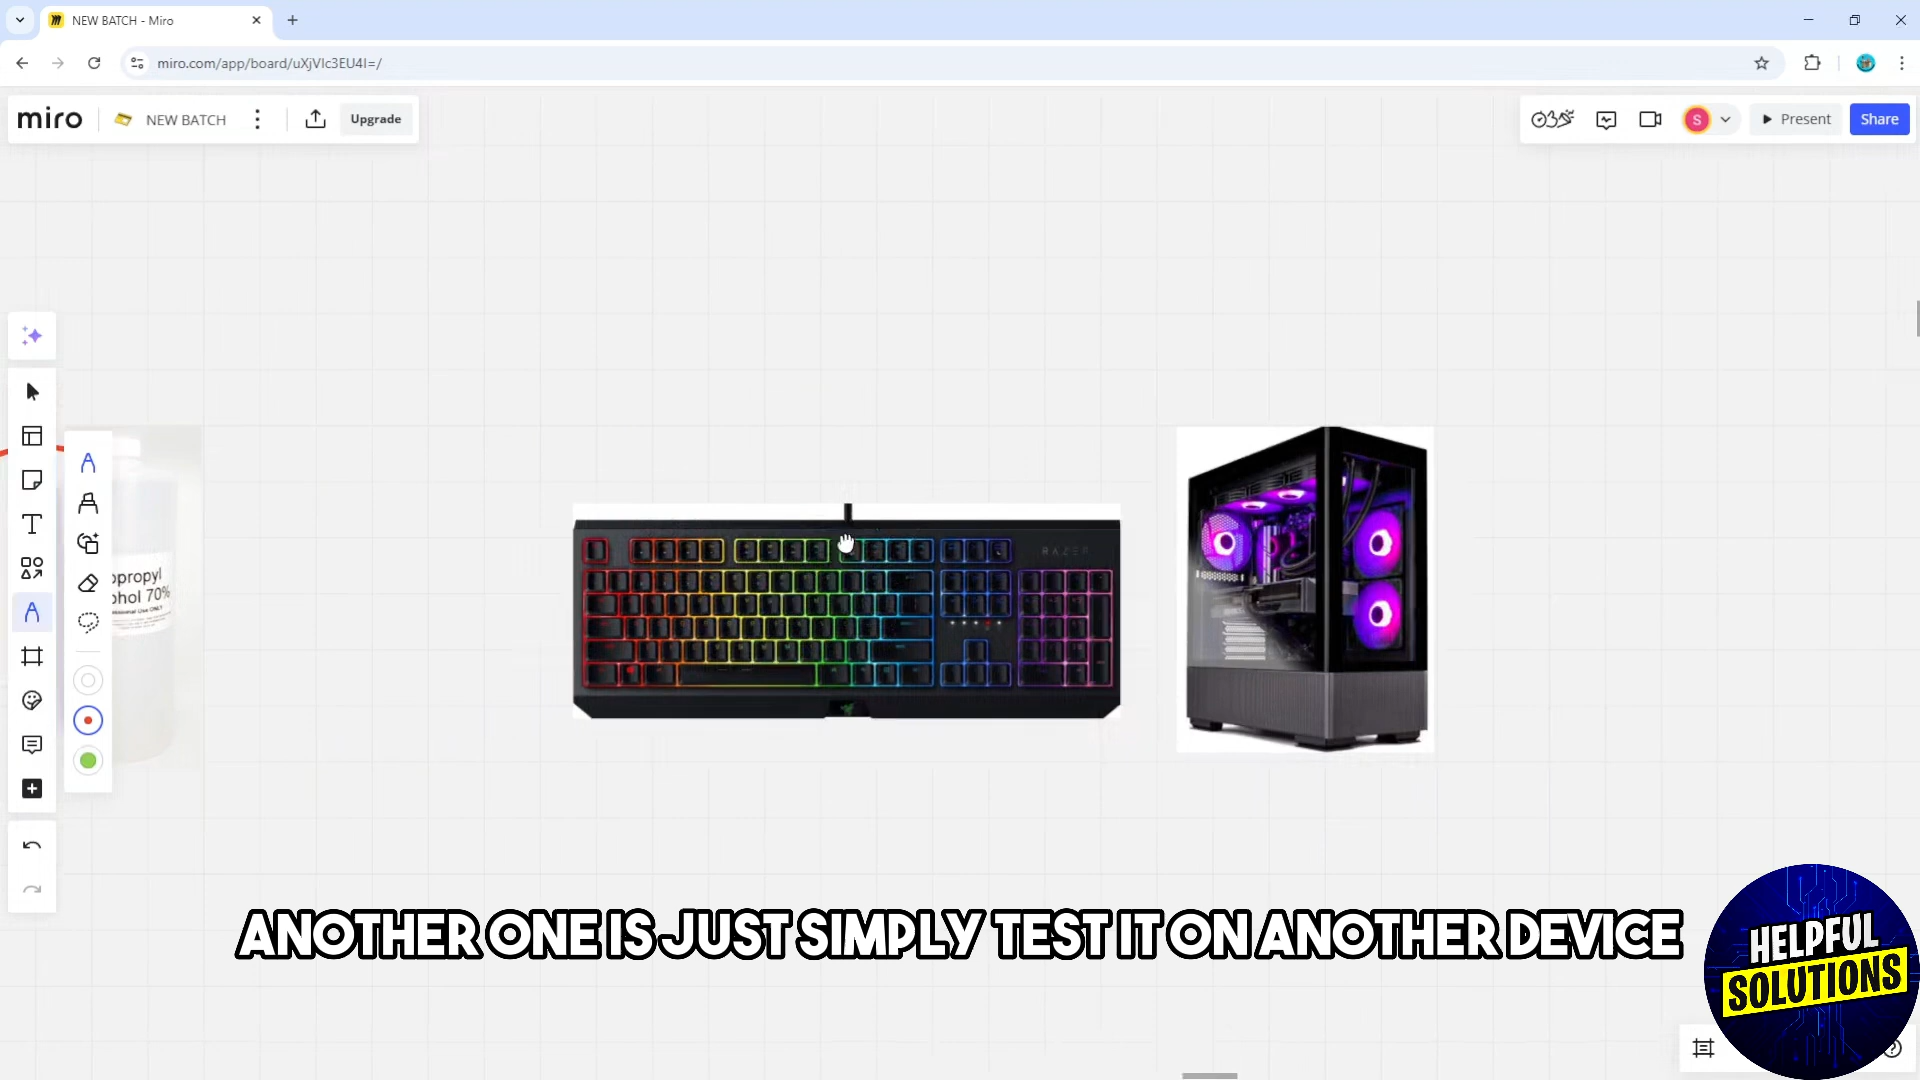 NEW BATCH - Miro
miro.com/app/board/uXjVIc3EU4I=/
miro
NEW BATCH
Upgrade
S
Present
Share
opropyl
ohol 70%
RAZER
ANOTHER ONE IS JUST SIMPLY TEST IT ON ANOTHER DEVICE
HELPFUL
SOLUTIONS